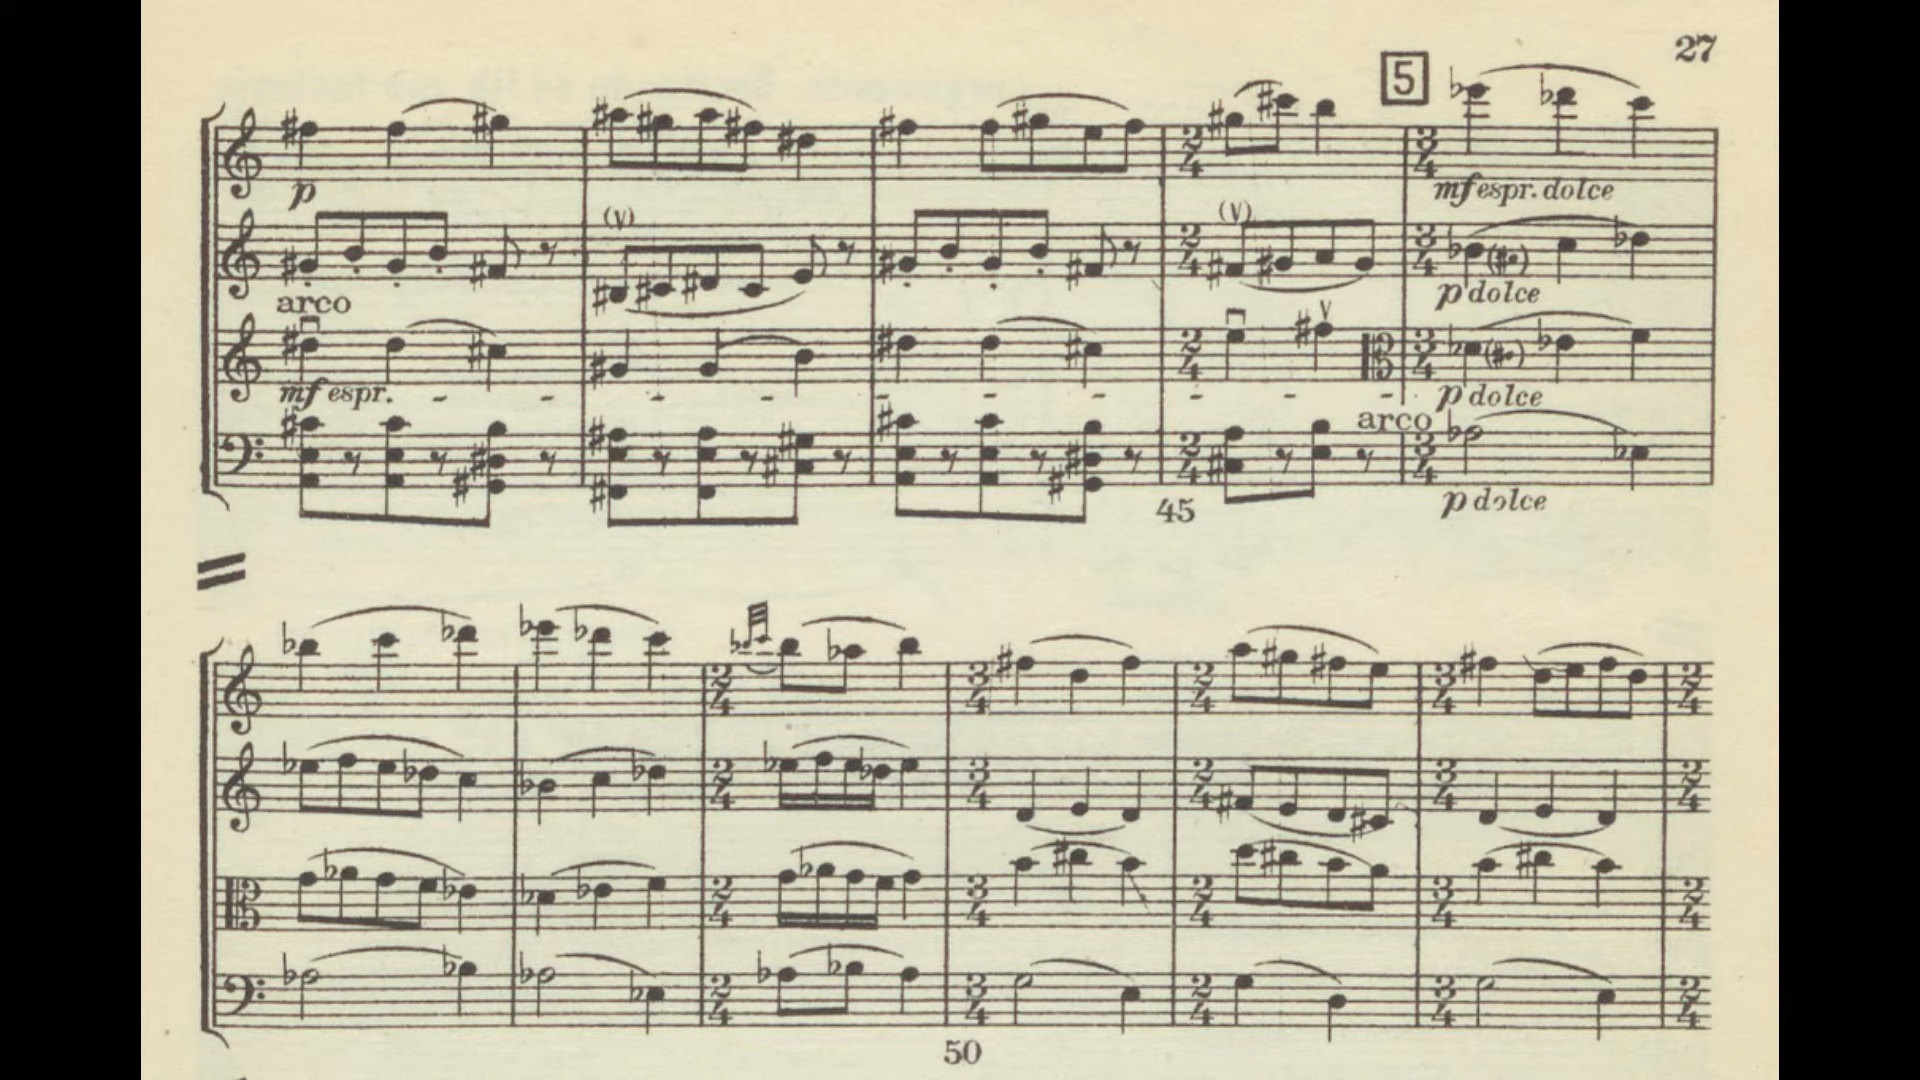 27
5
p
mf espr. dolce
(V)
(V)
p dolce
arco
V
mf espr. - - - - - - - - - -
p dolce
arco
p dolce
45
50